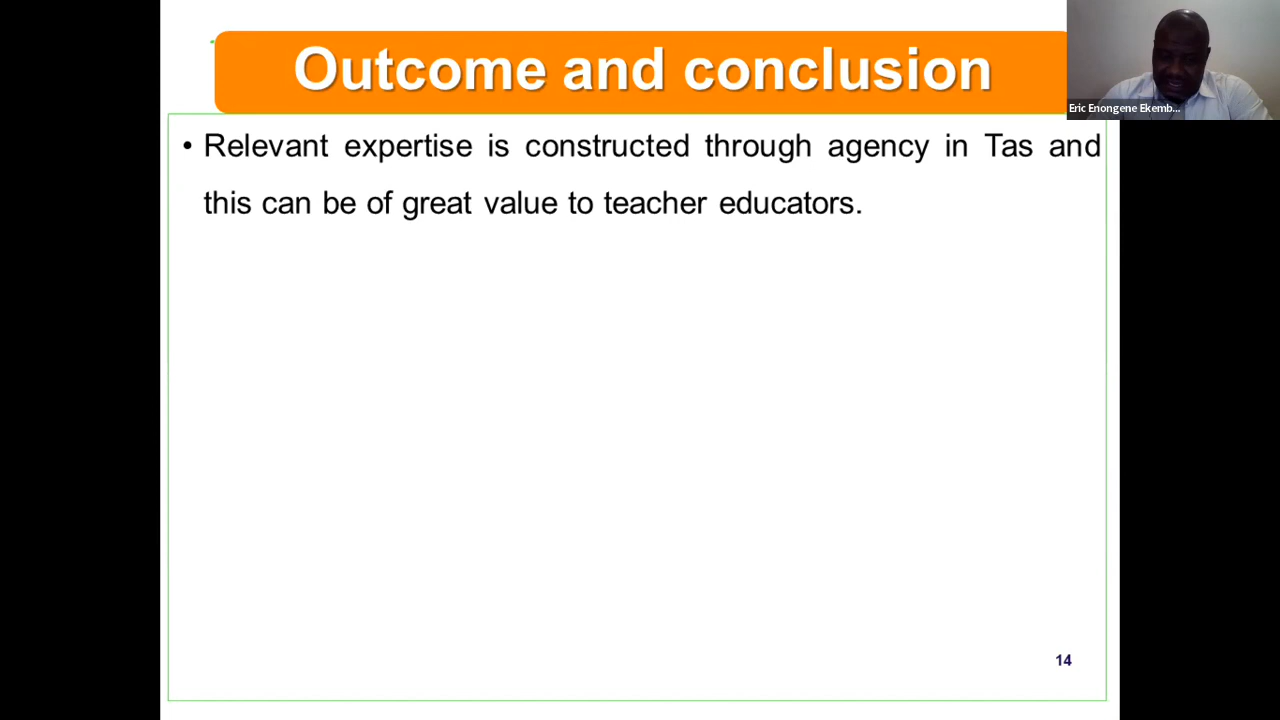 Outcome and conclusion
Eric Enongene Ekemb...
• Relevant expertise is constructed through agency in Tas and
this can be of great value to teacher educators.
14